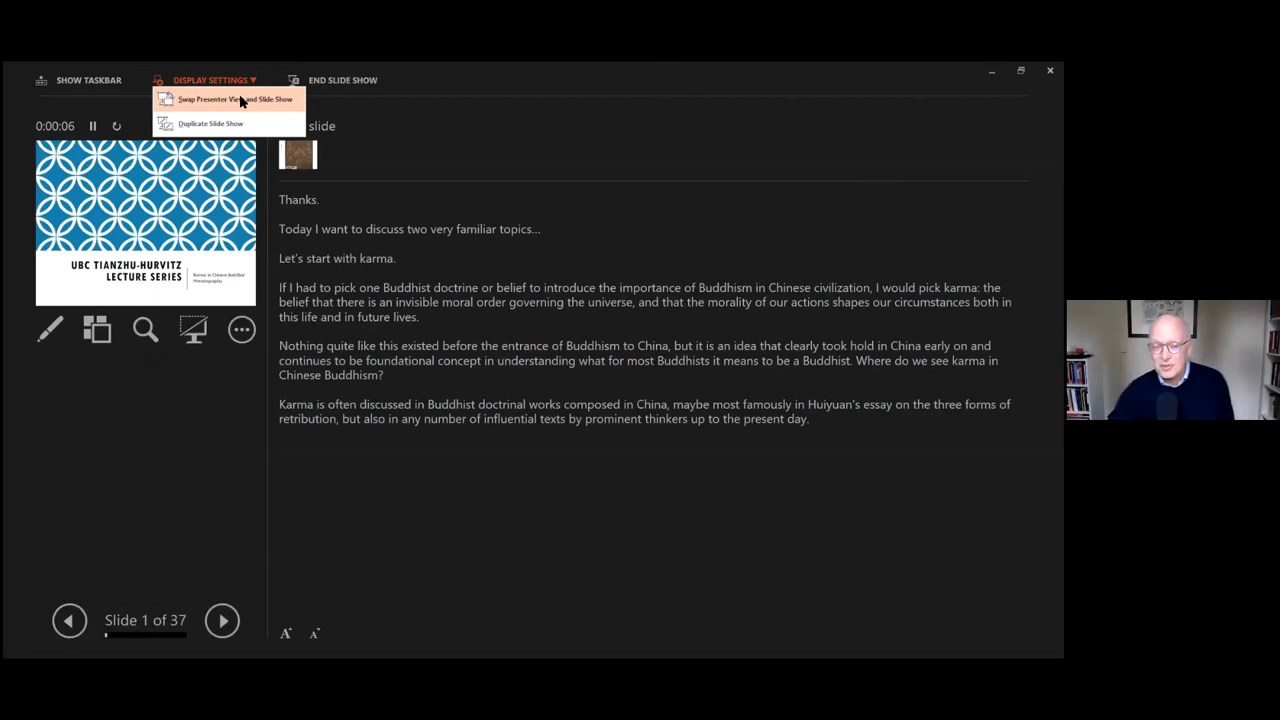 SHOW TASKBAR
DISPLAY SETTINGS ▼
END SLIDE SHOW
Swap Presenter View and Slide Show
Duplicate Slide Show
0:00:06
slide
UBC TIANZHU-HURVITZ
LECTURE SERIES
Karma in Chinese Buddhist
Historiography
Thanks.
Today I want to discuss two very familiar topics...
Let's start with karma.
If I had to pick one Buddhist doctrine or belief to introduce the importance of Buddhism in Chinese civilization, I would pick karma: the
belief that there is an invisible moral order governing the universe, and that the morality of our actions shapes our circumstances both in
this life and in future lives.
Nothing quite like this existed before the entrance of Buddhism to China, but it is an idea that clearly took hold in China early on and
continues to be foundational concept in understanding what for most Buddhists it means to be a Buddhist. Where do we see karma in
Chinese Buddhism?
Karma is often discussed in Buddhist doctrinal works composed in China, maybe most famously in Huiyuan's essay on the three forms of
retribution, but also in any number of influential texts by prominent thinkers up to the present day.
Slide 1 of 37
A A